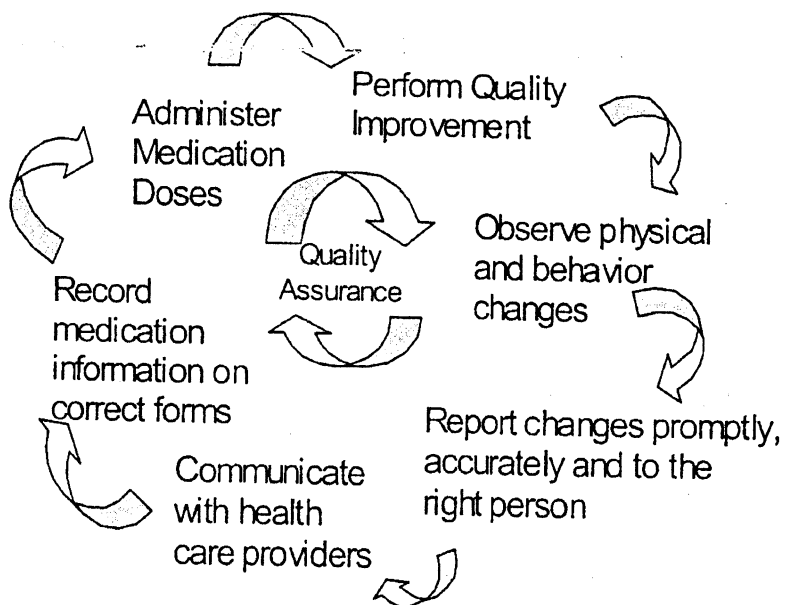 Administer
Medication
Doses
Perform Quality
Improvement
Observe physical
and behavior
changes
Report changes promptly,
accurately and to the
right person
Communicate
with health
care providers
Record
medication
information on
correct forms
Quality
Assurance